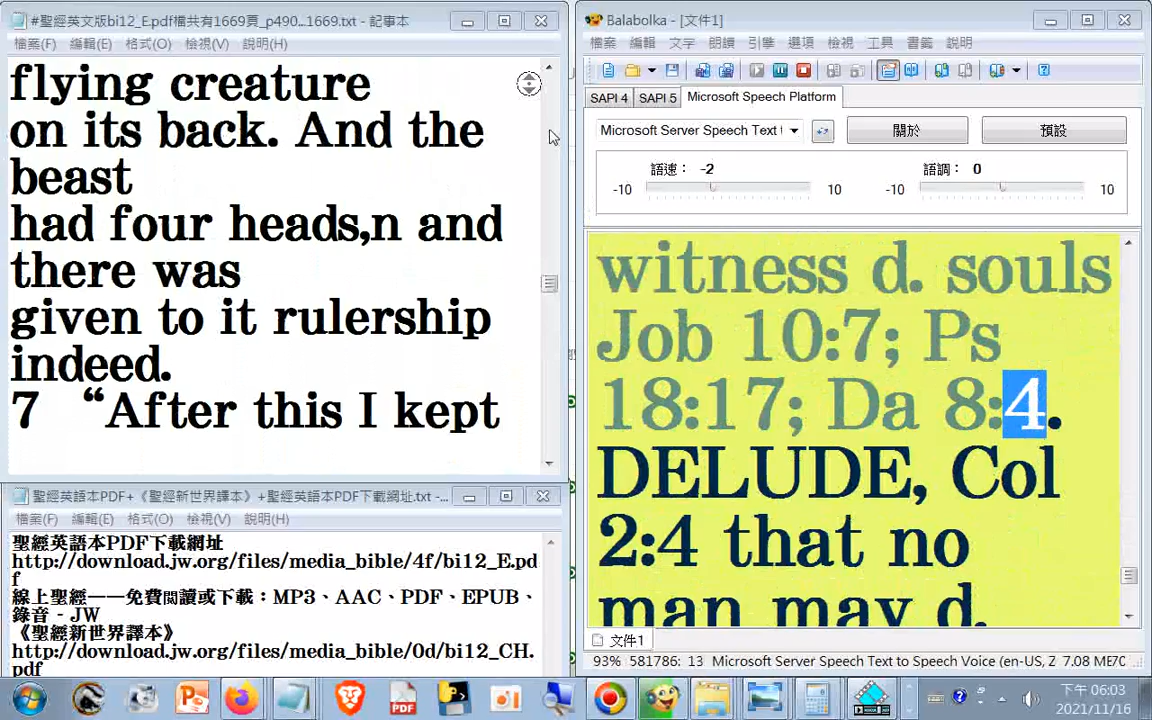 #聖經英文版bi12_E.pdf檔共有1669頁_p490...1669.txt - 記事本
檔案(F) 編輯(E) 格式(O) 檢視(V) 說明(H)
flying creature
on its back. And the
beast
had four heads,n and
there was
given to it rulership
indeed.
7 “After this I kept
聖經英語本PDF+《聖經新世界譯本》+聖經英語本PDF下載網址.txt -...
檔案(F) 編輯(E) 格式(O) 檢視(V) 說明(H)
聖經英語本PDF下載網址
http://download.jw.org/files/media_bible/4f/bi12_E.pd
f
線上聖經——免費閱讀或下載：MP3、AAC、PDF、EPUB、
錄音 - JW
《聖經新世界譯本》
http://download.jw.org/files/media_bible/0d/bi12_CH.
pdf
Balabolka - [文件1]
檔案 編輯 文字 朗讀 引擎 選項 檢視 工具 書籤 說明
SAPI 4 SAPI 5 Microsoft Speech Platform
Microsoft Server Speech Text 關於 預設
語速： -2 語調： 0
-10 10 -10 10
witness d. souls
Job 10:7; Ps
18:17; Da 8:4.
DELUDE, Col
2:4 that no
man may d.
文件1
93% 581786: 13 Microsoft Server Speech Text to Speech Voice (en-US, Z 7.08 ME
下午 06:03
2021/11/16